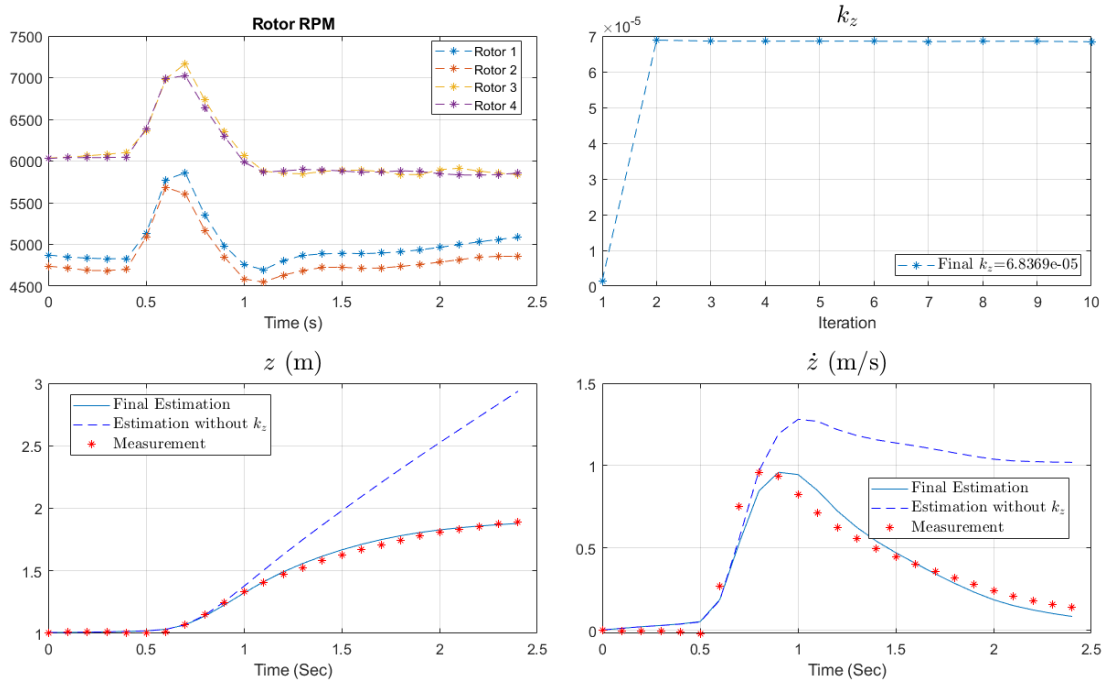 Rotor RPM
7500
7000
6500
6000
5500
5000
4500
0
0.5
1
1.5
2
2.5
Time (s)
Rotor 1
Rotor 2
Rotor 3
Rotor 4
k_z
×10⁻⁵
7
6
5
4
3
2
1
0
1
2
3
4
5
6
7
8
9
10
Iteration
Final k_z=6.8369e-05
z (m)
3
2.5
2
1.5
1
0
0.5
1
1.5
2
2.5
Time (Sec)
Final Estimation
Estimation without k_z
Measurement
ż (m/s)
1.5
1
0.5
0
0
0.5
1
1.5
2
2.5
Time (Sec)
Final Estimation
Estimation without k_z
Measurement